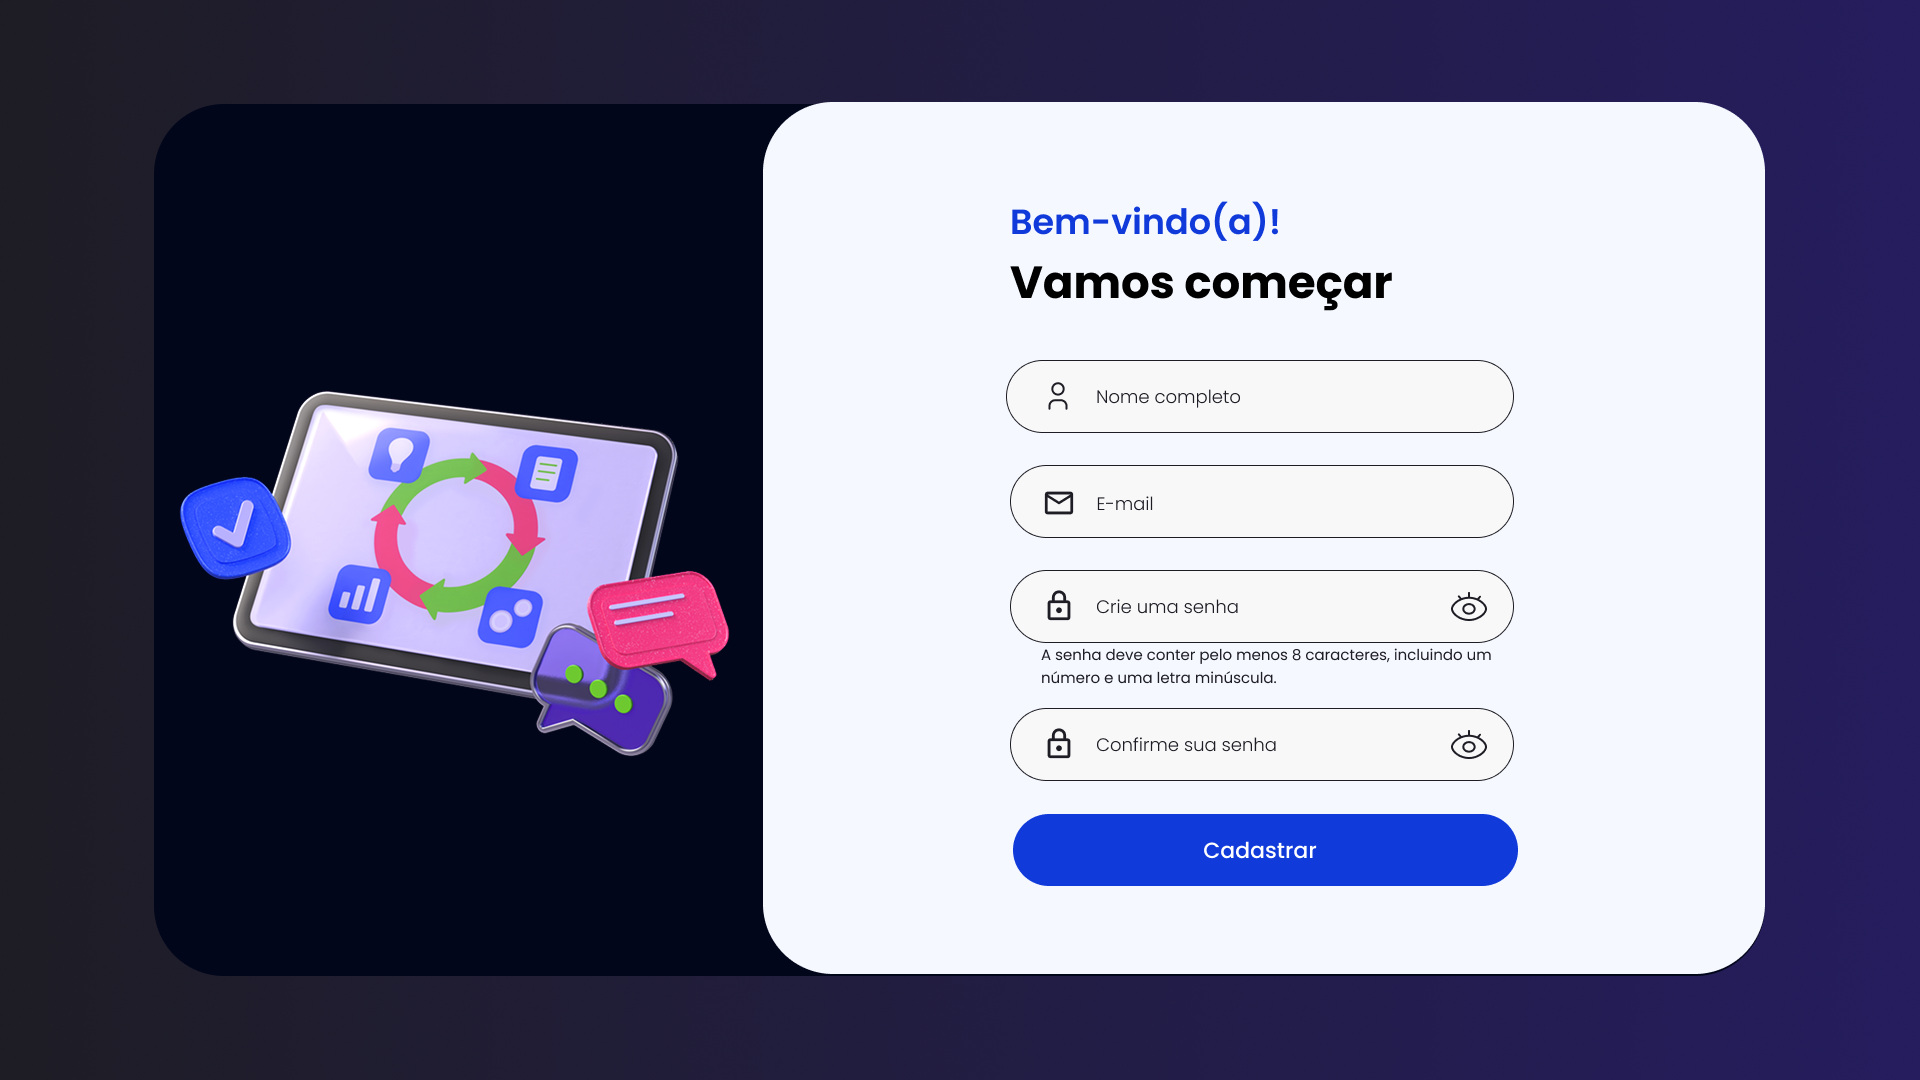 Bem-vindo(a)!
Vamos começar
Nome completo
E-mail
Crie uma senha
A senha deve conter pelo menos 8 caracteres, incluindo um
número e uma letra minúscula.
Confirme sua senha
Cadastrar